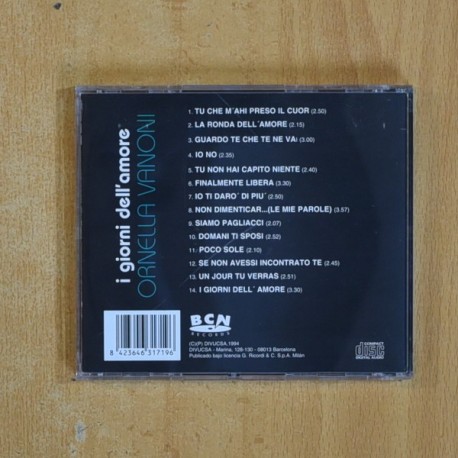 i giorni dell'amore
ORNELLA VANONI
1. TU CHE M'AHI PRESO IL CUOR (2.50)
2. LA RONDA DELL'AMORE (2.15)
3. GUARDO TE CHE TE NE VAI (3.00)
4. IO NO (2.35)
5. TU NON HAI CAPITO NIENTE (2.40)
6. FINALMENTE LIBERA (3.30)
7. IO TI DARO' DI PIU' (2.50)
8. NON DIMENTICAR...(LE MIE PAROLE) (3.57)
9. SIAMO PAGLIACCI (2.07)
10. DOMANI TI SPOSI (2.52)
11. POCO SOLE (2.10)
12. SE NON AVESSI INCONTRATO TE (2.45)
13. UN JOUR TU VERRAS (2.51)
14. I GIORNI DELL' AMORE (3.30)
8 423646 317196
BCN
RECORDS
(C)(P) DIVUCSA,1994
DIVUCSA - Marina, 128-130 - 08013 Barcelona
Publicado bajo licencia G. Ricordi & C. S.p.A. Milán
COMPACT
disc
DIGITAL AUDIO